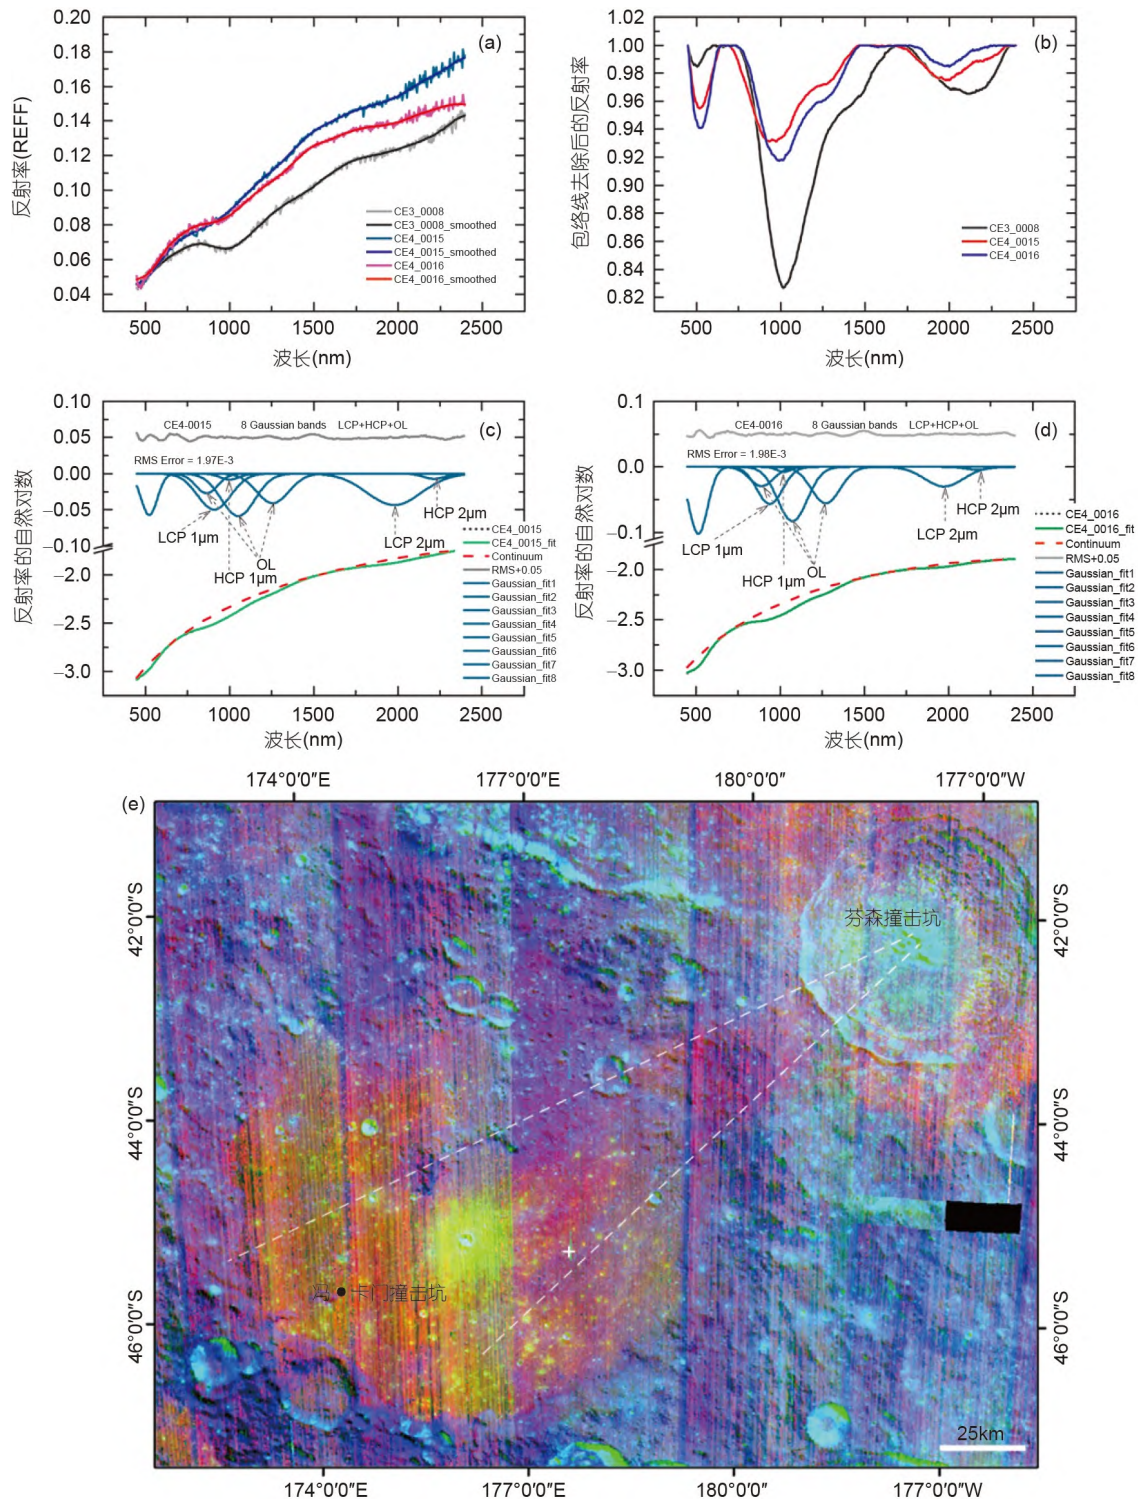 (a)
反射率(REFF)
0.20
0.18
0.16
0.14
0.12
0.10
0.08
0.06
0.04
CE3_0008
CE3_0008_smoothed
CE4_0015
CE4_0015_smoothed
CE4_0016
CE4_0016_smoothed
500 1000 1500 2000 2500
波长(nm)
(b)
包络线去除后的反射率
1.02
1.00
0.98
0.96
0.94
0.92
0.90
0.88
0.86
0.84
0.82
CE3_0008
CE4_0015
CE4_0016
500 1000 1500 2000 2500
波长(nm)
(c)
反射率的自然对数
0.10
0.05
0.00
−0.05
−0.10
−2.0
−2.5
−3.0
CE4-0015 8 Gaussian bands LCP+HCP+OL
RMS Error = 1.97E-3
LCP 1μm
HCP 1μm
OL
LCP 2μm
HCP 2μm
CE4_0015
CE4_0015_fit
Continuum
RMS+0.05
Gaussian_fit1
Gaussian_fit2
Gaussian_fit3
Gaussian_fit4
Gaussian_fit5
Gaussian_fit6
Gaussian_fit7
Gaussian_fit8
500 1000 1500 2000 2500
波长(nm)
(d)
反射率的自然对数
0.1
0.0
−0.1
−2.0
−2.5
−3.0
CE4-0016 8 Gaussian bands LCP+HCP+OL
RMS Error = 1.98E-3
LCP 1μm
HCP 1μm
OL
LCP 2μm
HCP 2μm
CE4_0016
CE4_0016_fit
Continuum
RMS+0.05
Gaussian_fit1
Gaussian_fit2
Gaussian_fit3
Gaussian_fit4
Gaussian_fit5
Gaussian_fit6
Gaussian_fit7
Gaussian_fit8
500 1000 1500 2000 2500
波长(nm)
(e)
174°0′0″E 177°0′0″E 180°0′0″ 177°0′0″W
42°0′0″S
44°0′0″S
46°0′0″S
芬森撞击坑
冯 卡门撞击坑
25km
42°0′0″S
44°0′0″S
46°0′0″S
174°0′0″E 177°0′0″E 180°0′0″ 177°0′0″W